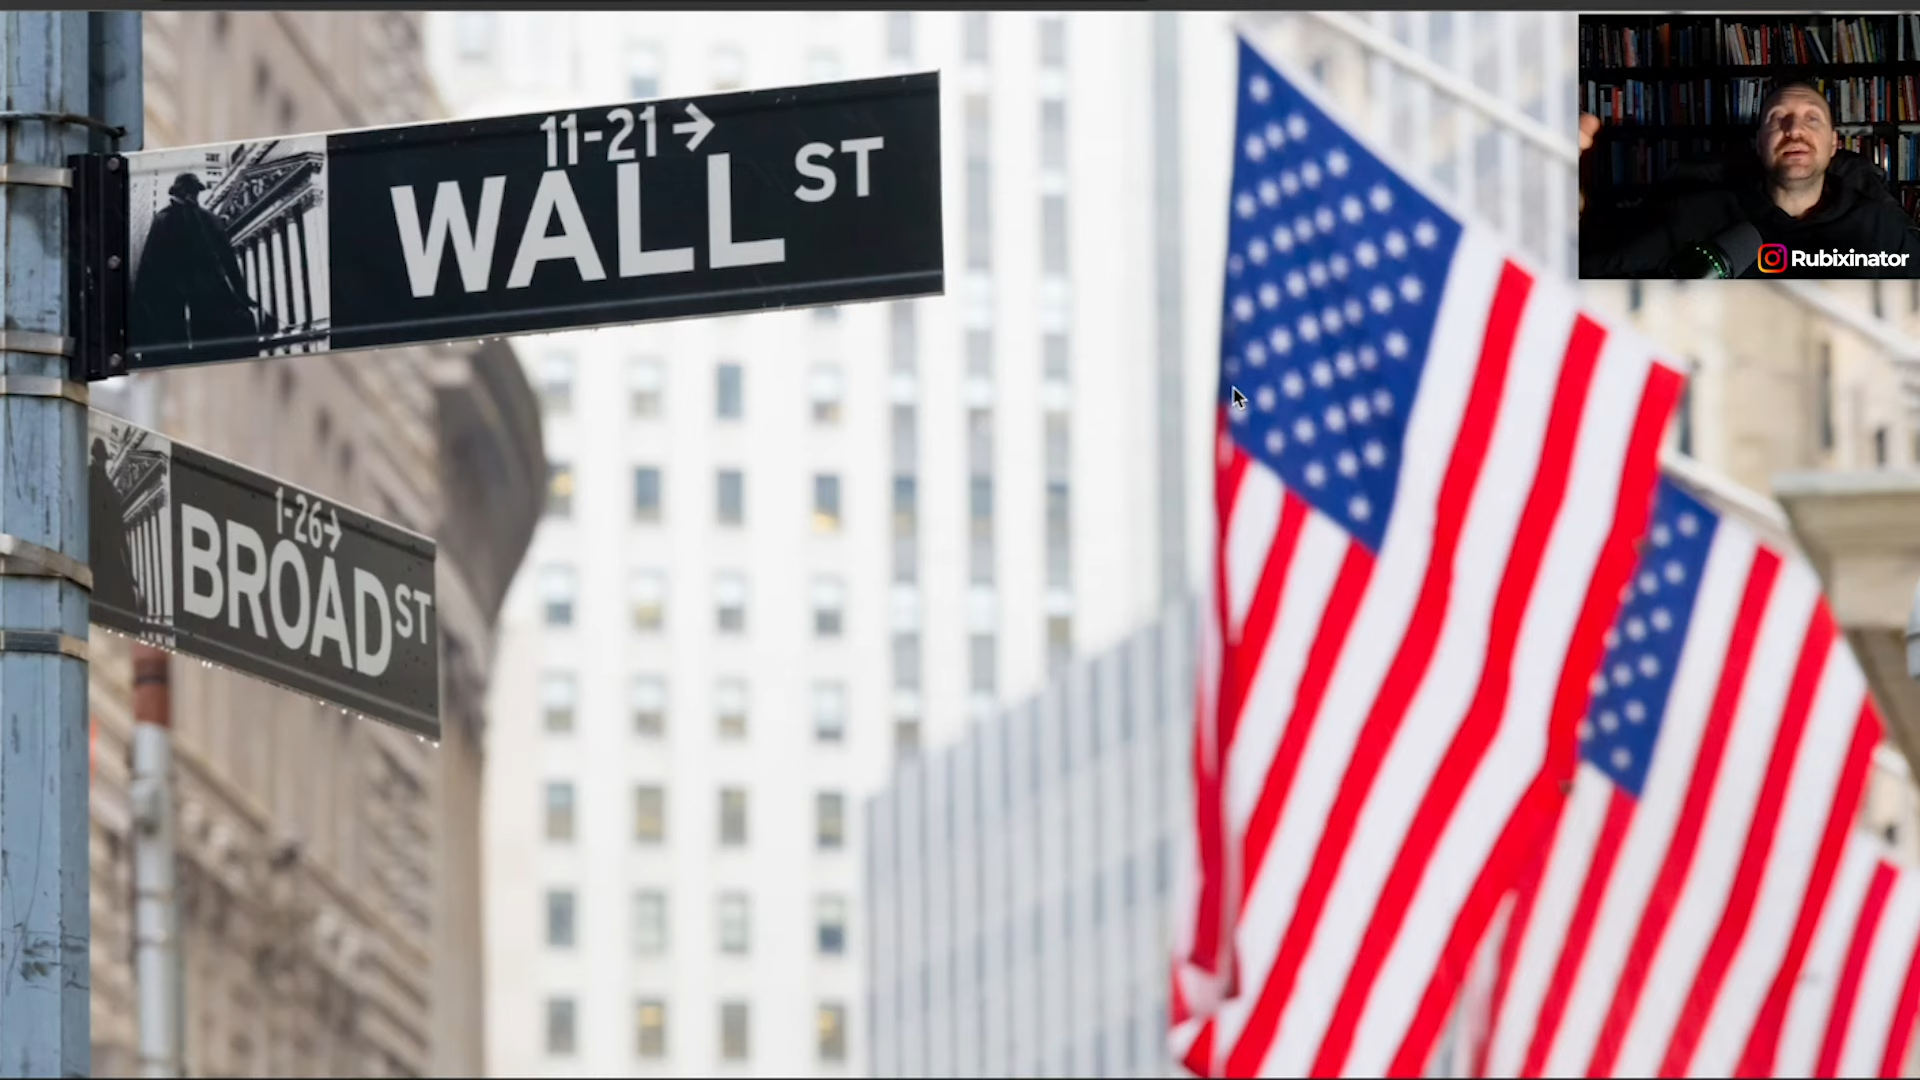 11-21→
WALL ST
1-26→
BROAD ST
Rubixinator